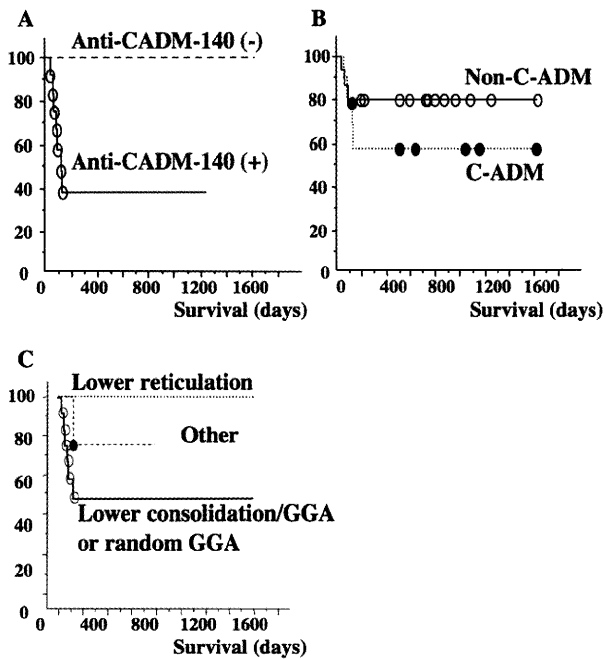 A
Anti-CADM-140 (-)
100
80
60
Anti-CADM-140 (+)
40
20
0
0 400 800 1200 1600
Survival (days)
B
100
Non-C-ADM
80
60
C-ADM
40
20
0
0 400 800 1200 1600
Survival (days)
C
Lower reticulation
100
Other
80
60
Lower consolidation/GGA
or random GGA
40
20
0
0 400 800 1200 1600
Survival (days)